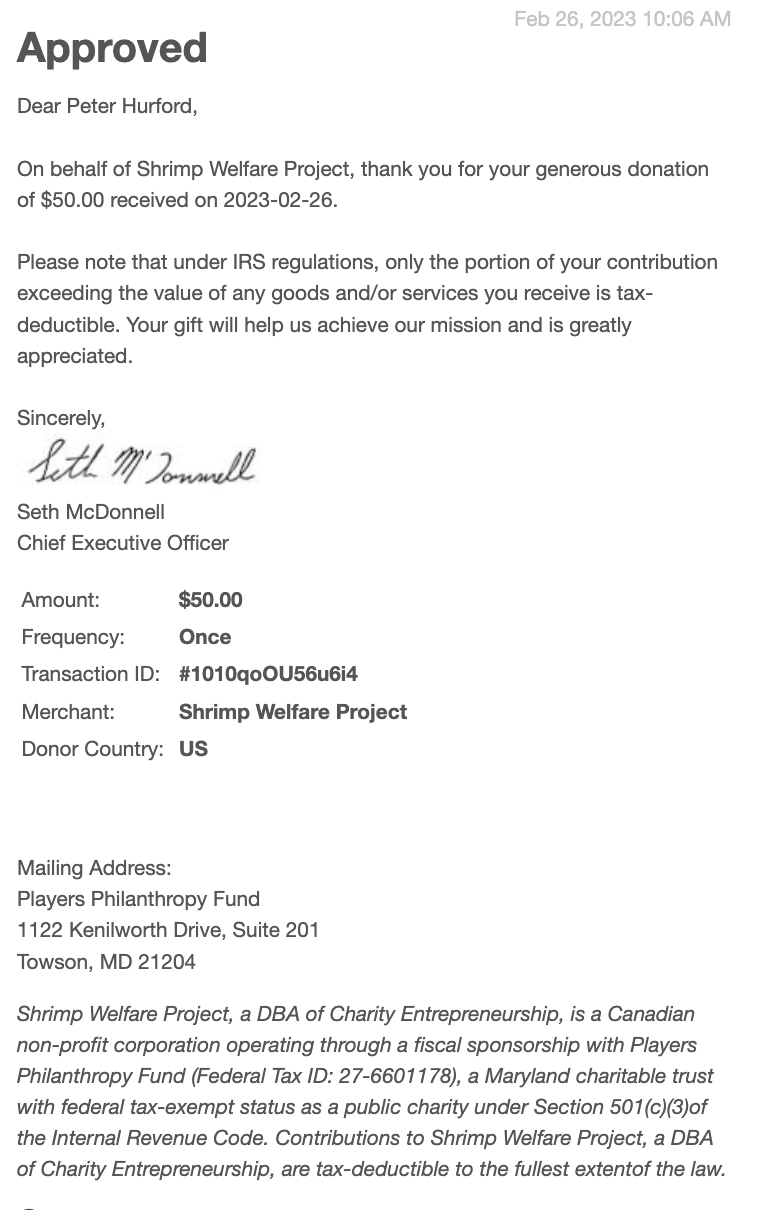 Feb 26, 2023 10:06 AM
Approved
Dear Peter Hurford,
On behalf of Shrimp Welfare Project, thank you for your generous donation
of $50.00 received on 2023-02-26.
Please note that under IRS regulations, only the portion of your contribution
exceeding the value of any goods and/or services you receive is tax-
deductible. Your gift will help us achieve our mission and is greatly
appreciated.
Sincerely,
Seth McDonnell
Seth McDonnell
Chief Executive Officer
Amount: $50.00
Frequency: Once
Transaction ID: #1010qoOU56u6i4
Merchant: Shrimp Welfare Project
Donor Country: US
Mailing Address:
Players Philanthropy Fund
1122 Kenilworth Drive, Suite 201
Towson, MD 21204
Shrimp Welfare Project, a DBA of Charity Entrepreneurship, is a Canadian
non-profit corporation operating through a fiscal sponsorship with Players
Philanthropy Fund (Federal Tax ID: 27-6601178), a Maryland charitable trust
with federal tax-exempt status as a public charity under Section 501(c)(3)of
the Internal Revenue Code. Contributions to Shrimp Welfare Project, a DBA
of Charity Entrepreneurship, are tax-deductible to the fullest extentof the law.